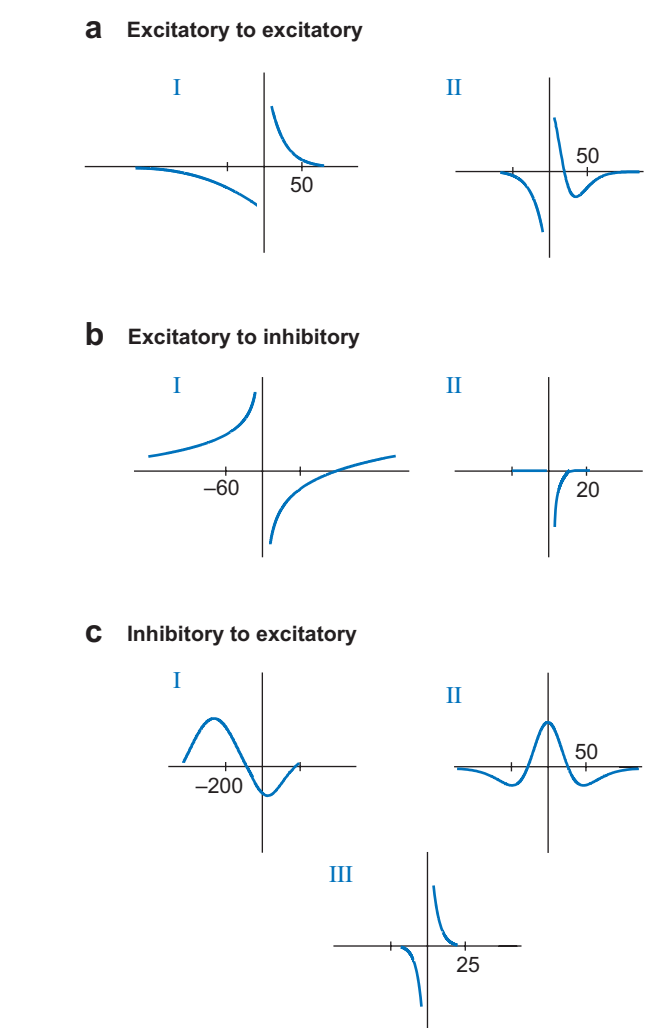 a Excitatory to excitatory
I
II
50
50
b Excitatory to inhibitory
I
II
–60
20
c Inhibitory to excitatory
I
II
50
–200
III
25